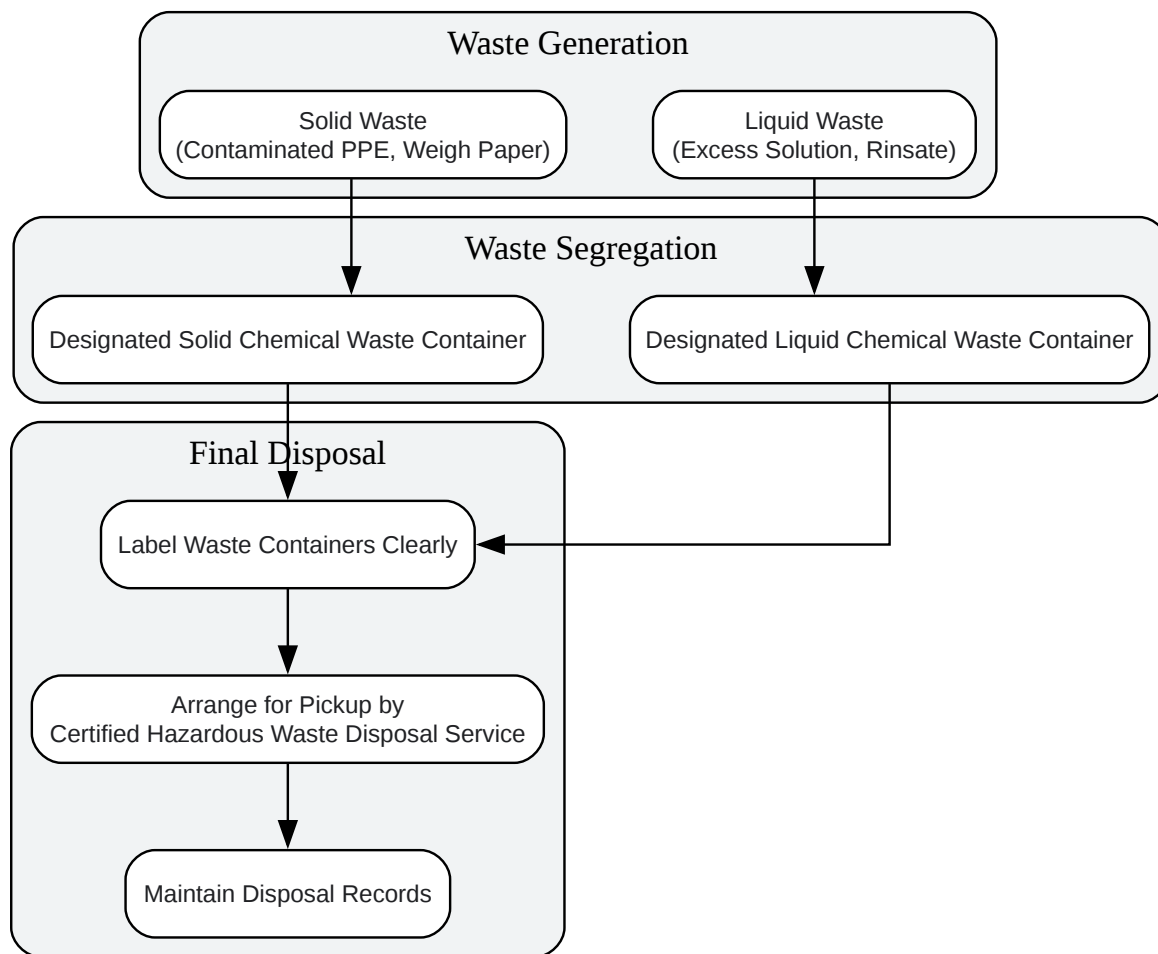 Waste Generation
Solid Waste
(Contaminated PPE, Weigh Paper)
Liquid Waste
(Excess Solution, Rinsate)
Waste Segregation
Designated Solid Chemical Waste Container
Designated Liquid Chemical Waste Container
Final Disposal
Label Waste Containers Clearly
Arrange for Pickup by
Certified Hazardous Waste Disposal Service
Maintain Disposal Records